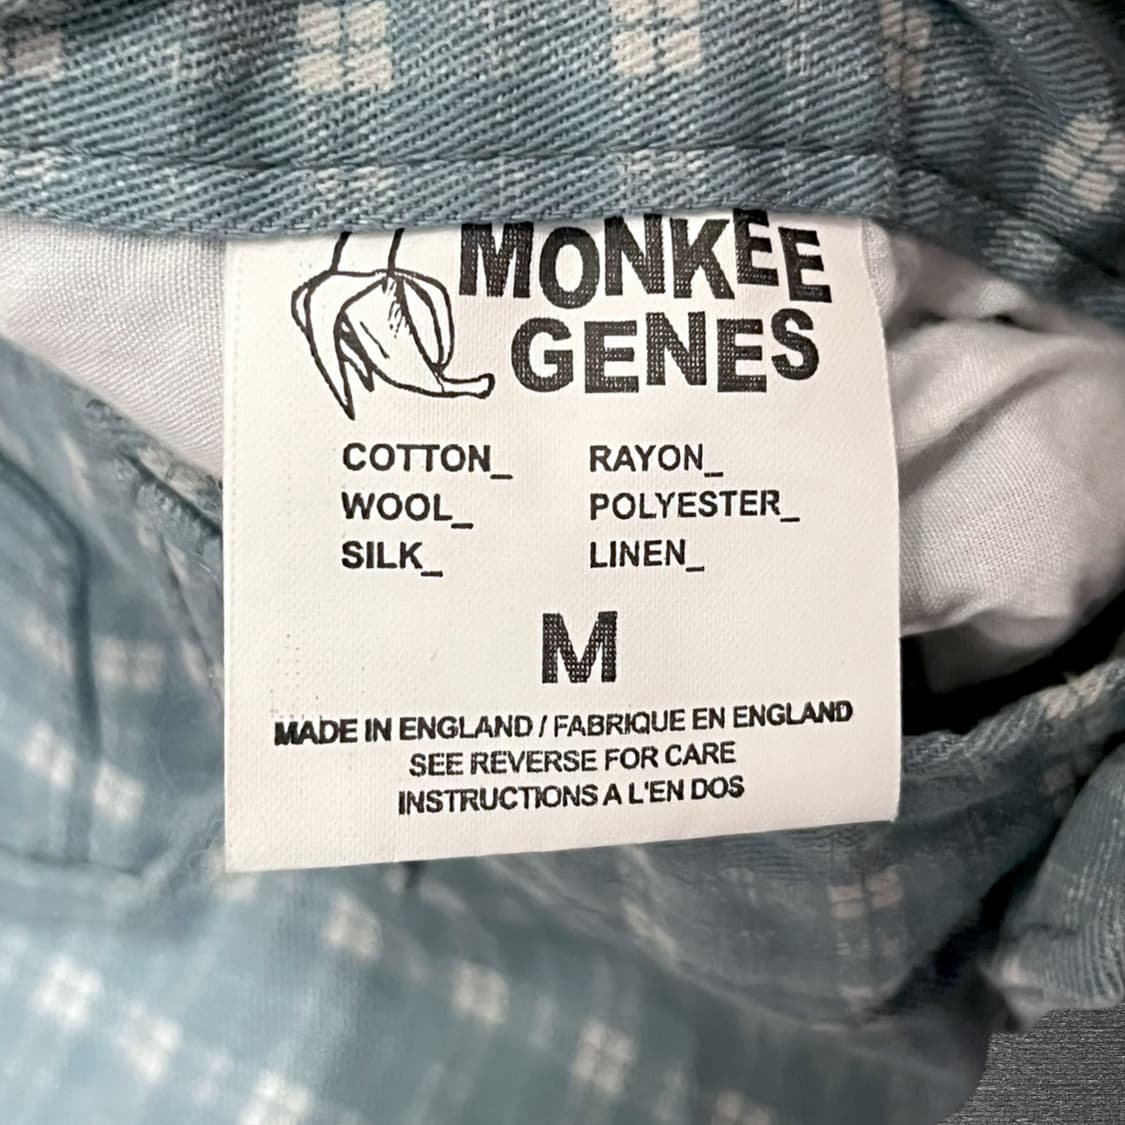 MONKEE
GENES
COTTON_ RAYON_
WOOL_ POLYESTER_
SILK_ LINEN_
M
MADE IN ENGLAND / FABRIQUE EN ENGLAND
SEE REVERSE FOR CARE
INSTRUCTIONS A L'EN DOS